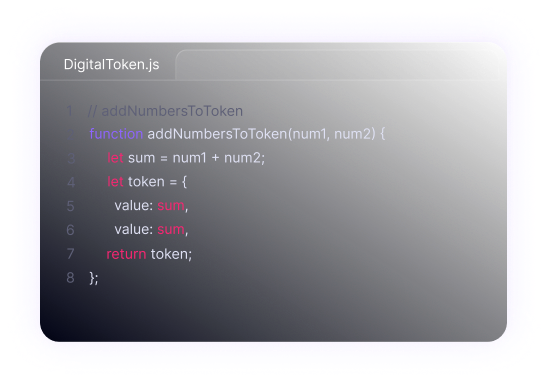 DigitalToken.js
1 // addNumbersToToken
2 function addNumbersToToken(num1, num2) {
3 let sum = num1 + num2;
4 let token = {
5 value: sum,
6 value: sum,
7 return token;
8 };